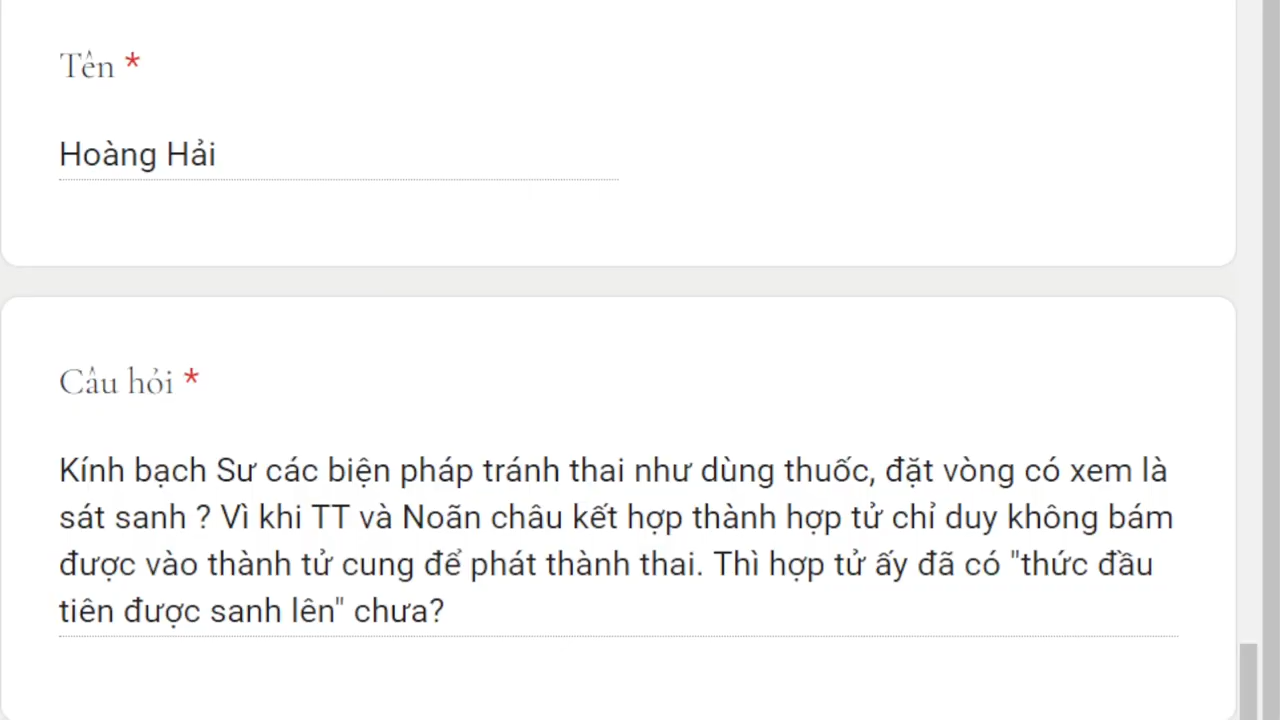 Tên *
Hoàng Hải
Câu hỏi *
Kính bạch Sư các biện pháp tránh thai như dùng thuốc, đặt vòng có xem là
sát sanh ? Vì khi TT và Noãn châu kết hợp thành hợp tử chỉ duy không bám
được vào thành tử cung để phát thành thai. Thì hợp tử ấy đã có "thức đầu
tiên được sanh lên" chưa?